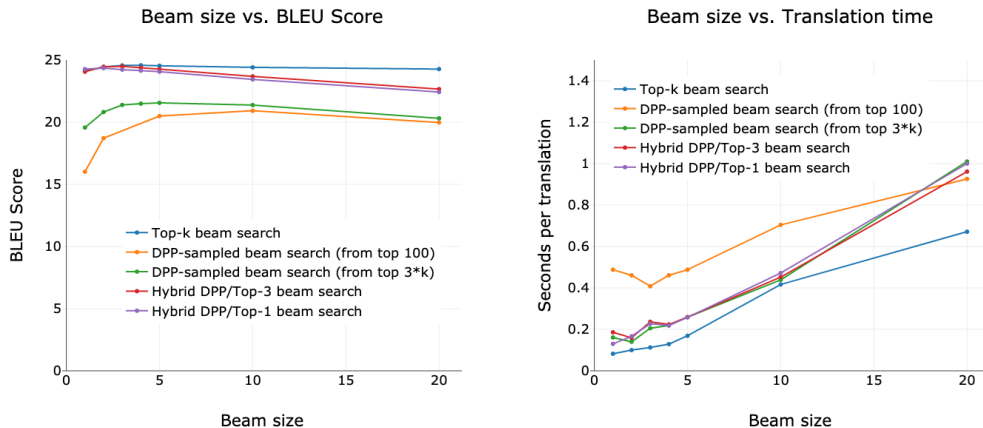 Beam size vs. BLEU Score
25
20
15
10
5
0
0
5
10
15
20
BLEU Score
Beam size
Top-k beam search
DPP-sampled beam search (from top 100)
DPP-sampled beam search (from top 3*k)
Hybrid DPP/Top-3 beam search
Hybrid DPP/Top-1 beam search
Beam size vs. Translation time
1.4
1.2
1
0.8
0.6
0.4
0.2
0
0
5
10
15
20
Seconds per translation
Beam size
Top-k beam search
DPP-sampled beam search (from top 100)
DPP-sampled beam search (from top 3*k)
Hybrid DPP/Top-3 beam search
Hybrid DPP/Top-1 beam search